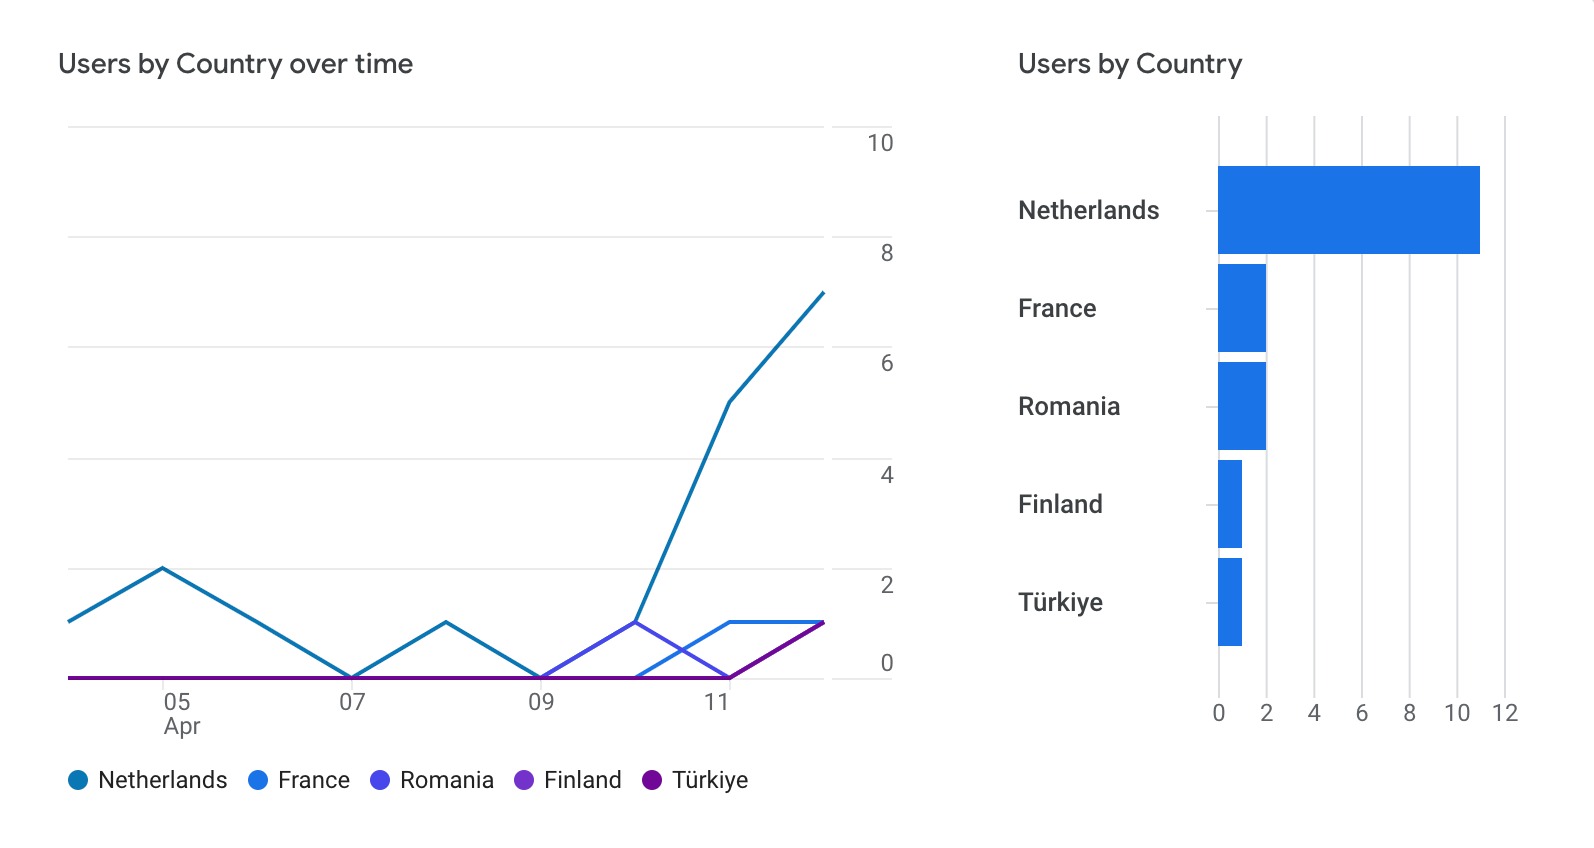 Users by Country over time
10
8
6
4
2
0
05 07 09 11
Apr
Netherlands France Romania Finland Türkiye
Users by Country
Netherlands
France
Romania
Finland
Türkiye
0 2 4 6 8 10 12